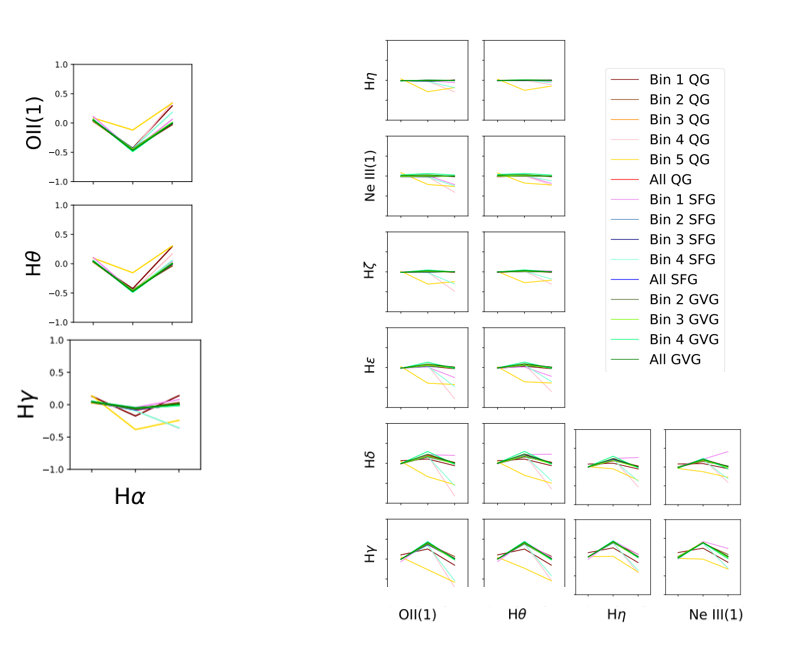 OII(1)
1.0
0.5
0.0
−0.5
−1.0
Hθ
1.0
0.5
0.0
−0.5
−1.0
Hγ
1.0
0.5
0.0
−0.5
−1.0
Hα
Hη
Ne III(1)
Hζ
Hε
Hδ
Hγ
OII(1)
Hθ
Hη
Ne III(1)
Bin 1 QG
Bin 2 QG
Bin 3 QG
Bin 4 QG
Bin 5 QG
All QG
Bin 1 SFG
Bin 2 SFG
Bin 3 SFG
Bin 4 SFG
All SFG
Bin 2 GVG
Bin 3 GVG
Bin 4 GVG
All GVG